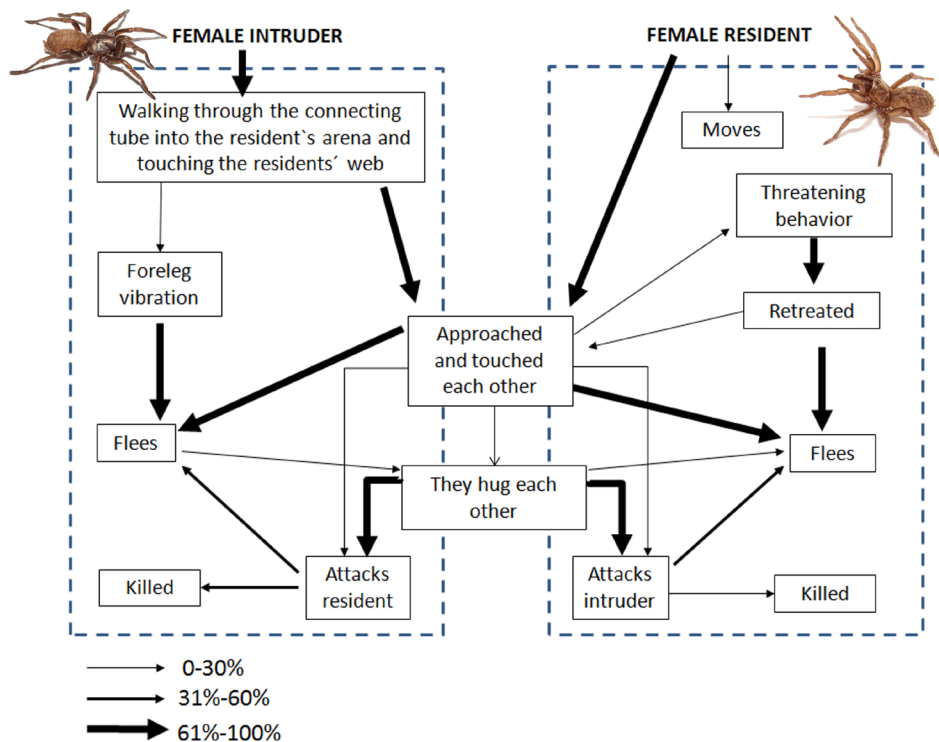 FEMALE INTRUDER
FEMALE RESIDENT
Walking through the connecting
tube into the resident`s arena and
touching the residents´ web
Moves
Threatening
behavior
Foreleg
vibration
Retreated
Approached
and touched
each other
Flees
Flees
They hug each
other
Killed
Attacks
resident
Attacks
intruder
Killed
0-30%
31%-60%
61%-100%